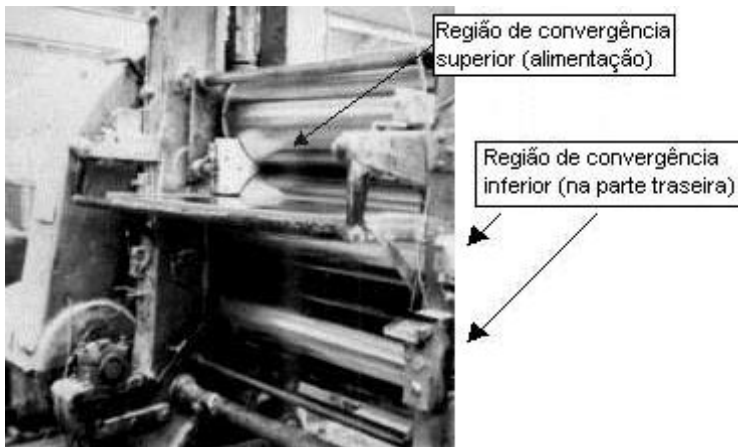 Região de convergência
superior (alimentação)
Região de convergência
inferior (na parte traseira)